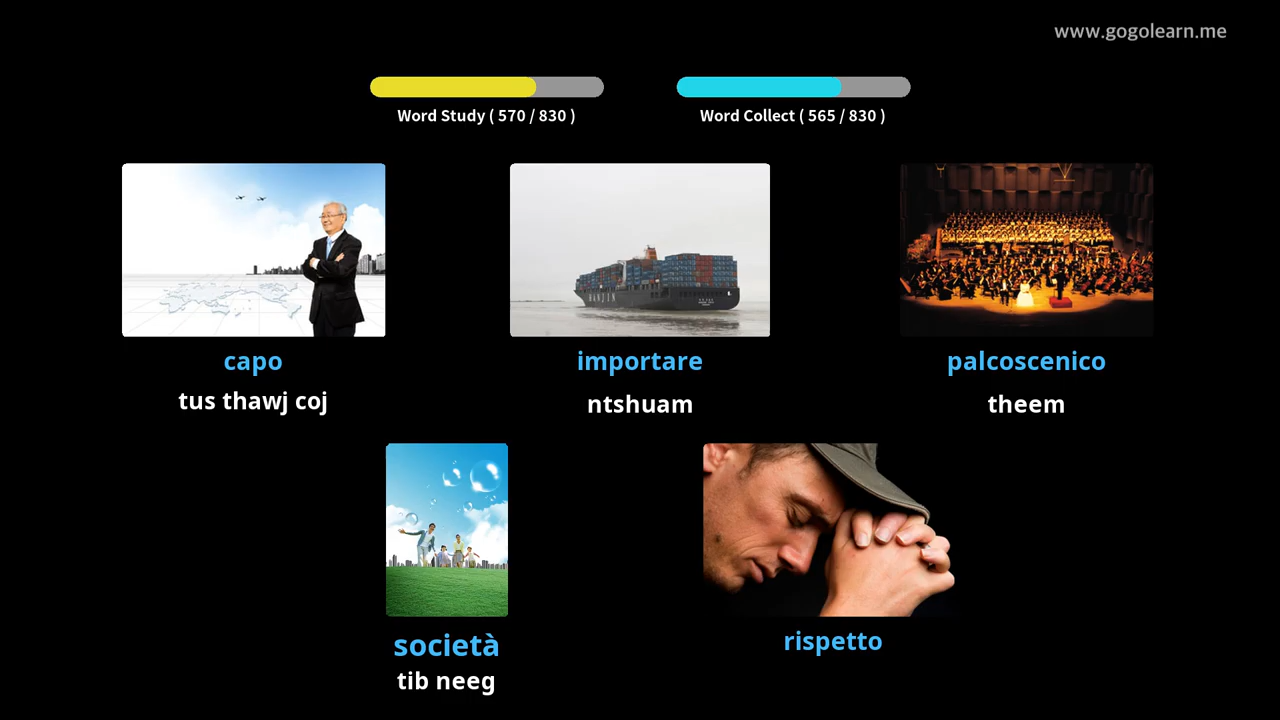 www.gogolearn.me
Word Study ( 570 / 830 )
Word Collect ( 565 / 830 )
capo
importare
palcoscenico
tus thawj coj
ntshuam
theem
società
rispetto
tib neeg